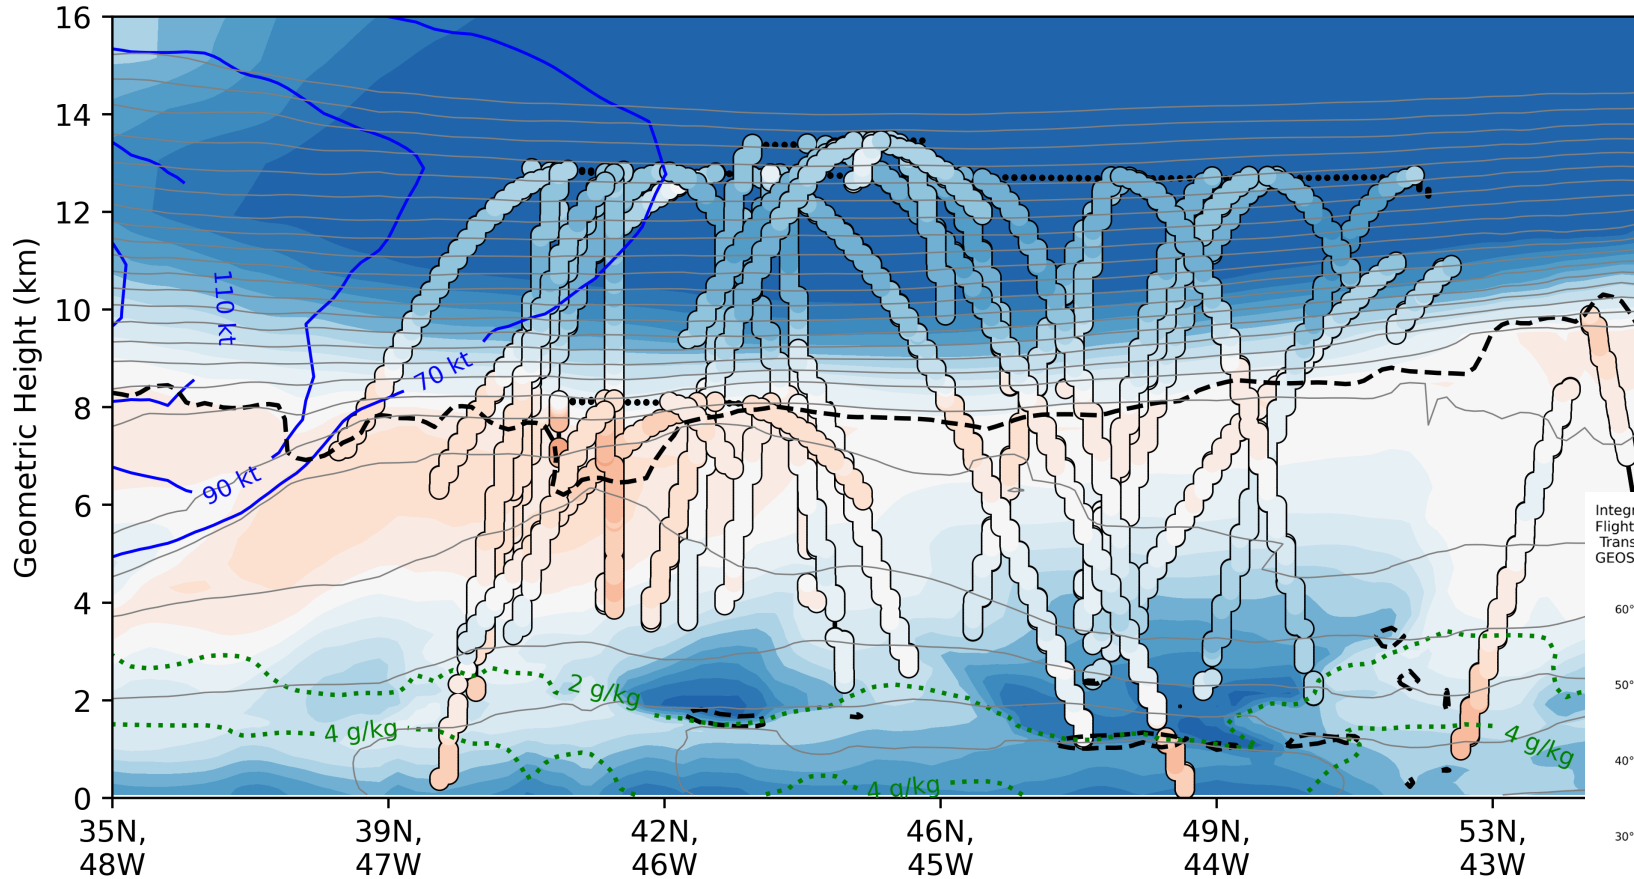 16
14
12
10
8
6
4
2
0
Geometric Height (km)
110 kt
70 kt
90 kt
2 g/kg
4 g/kg
4 g/kg
4 g/kg
35N,
48W
39N,
47W
42N,
46W
46N,
45W
49N,
44W
53N,
43W
Integr
Flight
Trans
GEOS
60°
50°
40°
30°